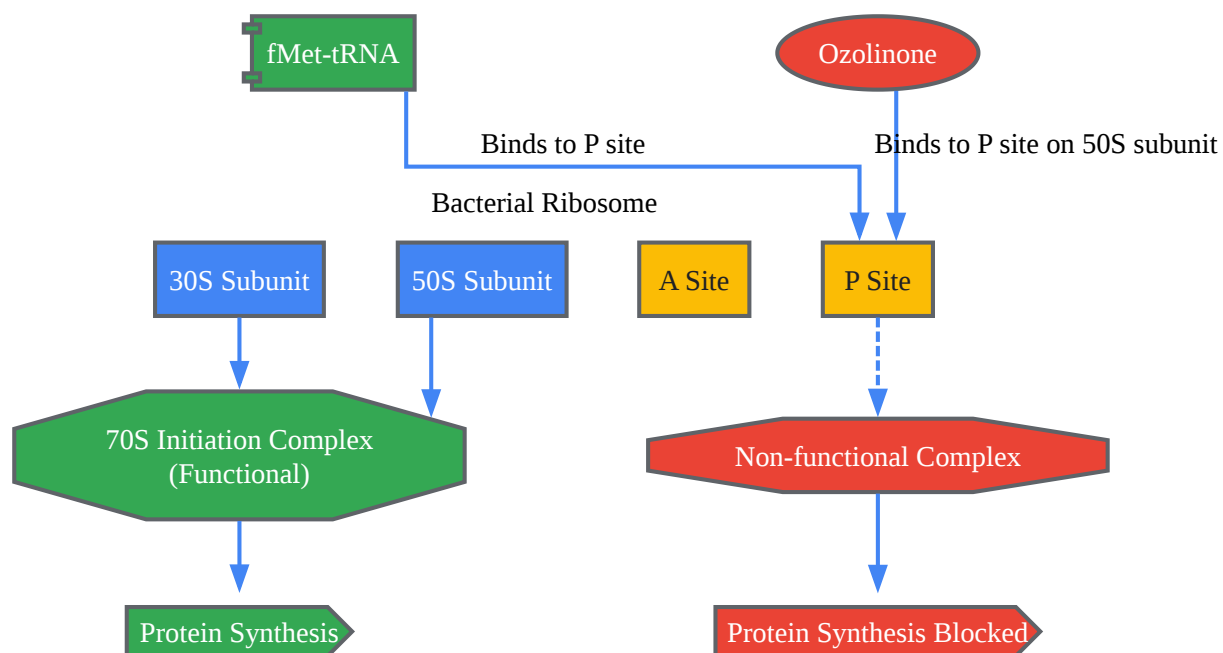 fMet-tRNA
Ozolinone
Binds to P site
Binds to P site on 50S subunit
Bacterial Ribosome
30S Subunit
50S Subunit
A Site
P Site
70S Initiation Complex
(Functional)
Non-functional Complex
Protein Synthesis
Protein Synthesis Blocked